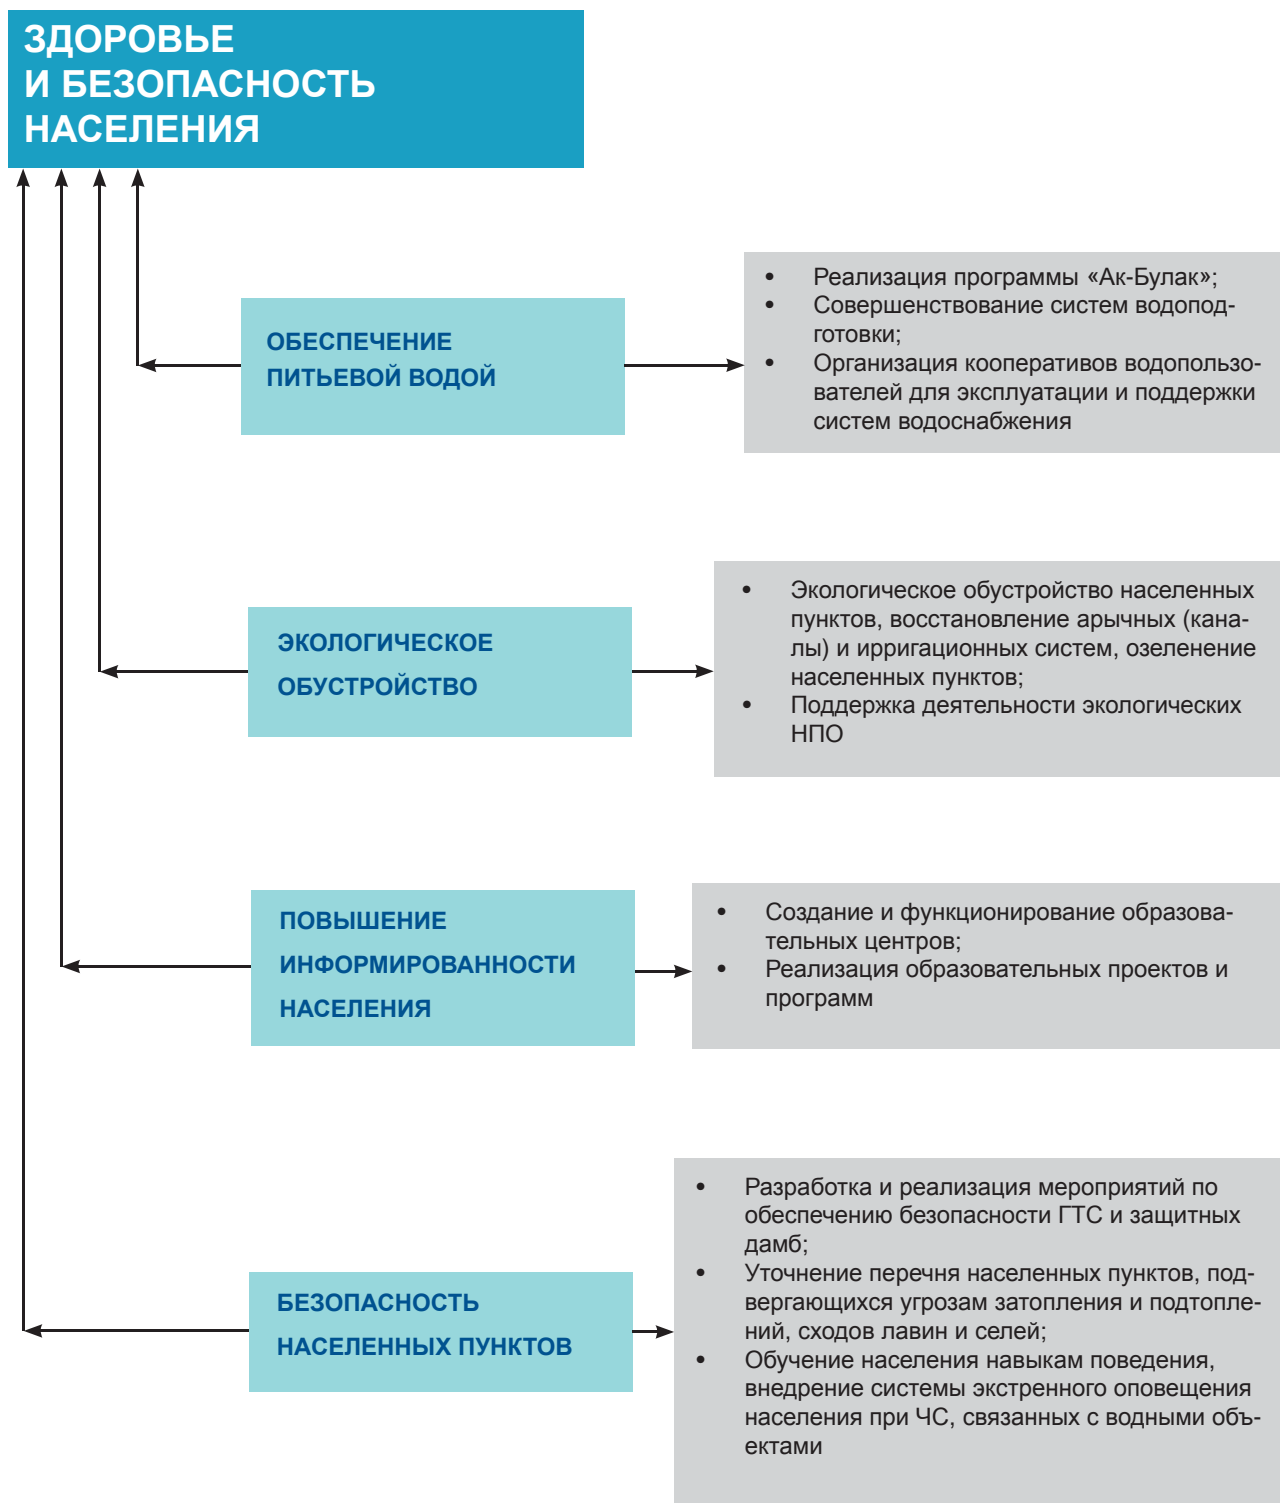 ЗДОРОВЬЕ
И БЕЗОПАСНОСТЬ
НАСЕЛЕНИЯ
ОБЕСПЕЧЕНИЕ
ПИТЬЕВОЙ ВОДОЙ
• Реализация программы «Ак-Булак»;
• Совершенствование систем водопод-
готовки;
• Организация кооперативов водопользо-
вателей для эксплуатации и поддержки
систем водоснабжения
ЭКОЛОГИЧЕСКОЕ
ОБУСТРОЙСТВО
• Экологическое обустройство населенных
пунктов, восстановление арычных (кана-
лы) и ирригационных систем, озеленение
населенных пунктов;
• Поддержка деятельности экологических
НПО
ПОВЫШЕНИЕ
ИНФОРМИРОВАННОСТИ
НАСЕЛЕНИЯ
• Создание и функционирование образова-
тельных центров;
• Реализация образовательных проектов и
программ
БЕЗОПАСНОСТЬ
НАСЕЛЕННЫХ ПУНКТОВ
• Разработка и реализация мероприятий по
обеспечению безопасности ГТС и защитных
дамб;
• Уточнение перечня населенных пунктов, под-
вергающихся угрозам затопления и подтопле-
ний, сходов лавин и селей;
• Обучение населения навыкам поведения,
внедрение системы экстренного оповещения
населения при ЧС, связанных с водными объ-
ектами